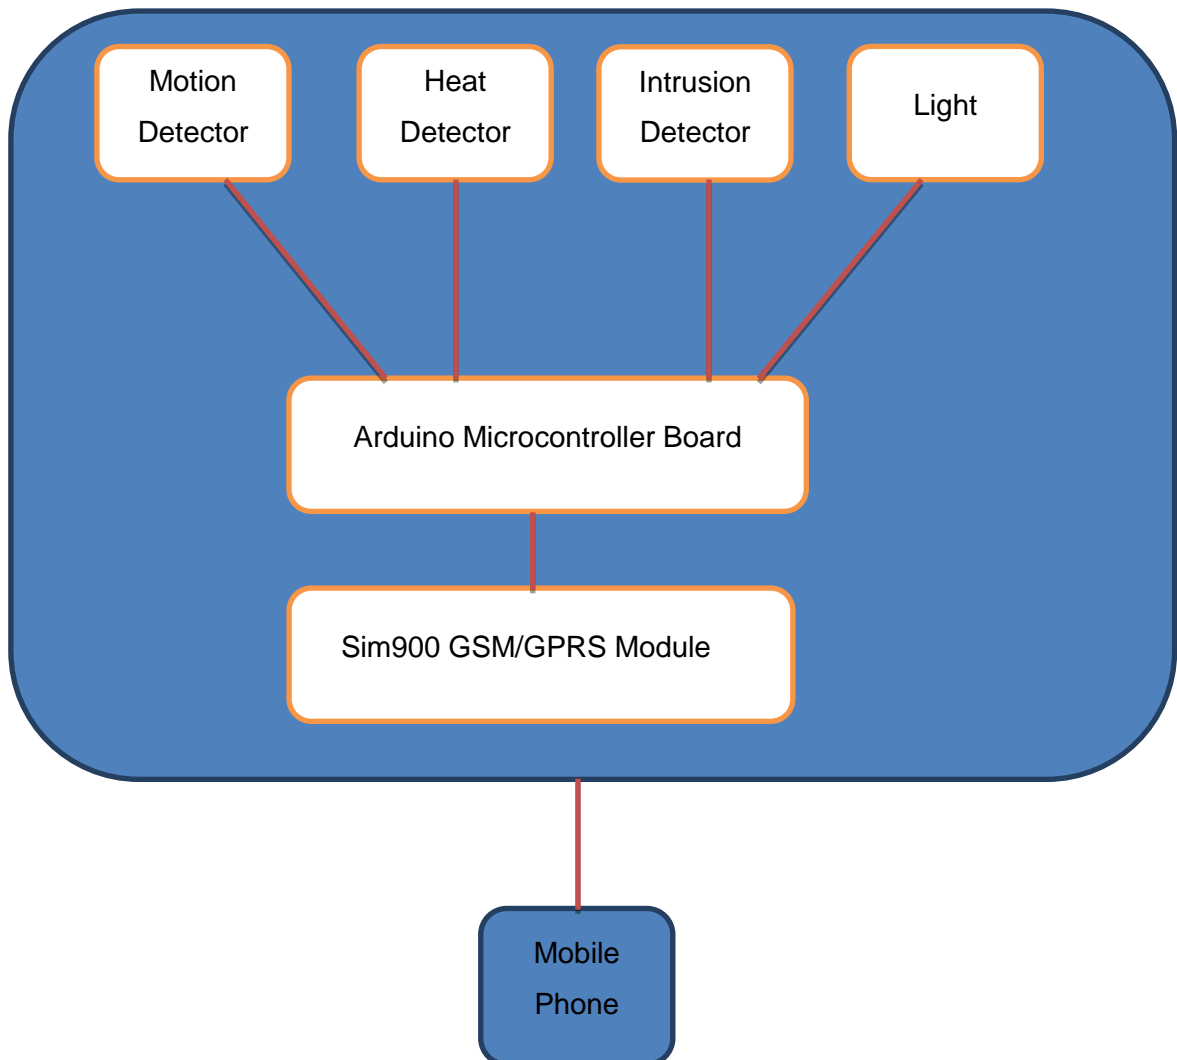 Motion
Detector
Heat
Detector
Intrusion
Detector
Light
Arduino Microcontroller Board
Sim900 GSM/GPRS Module
Mobile
Phone